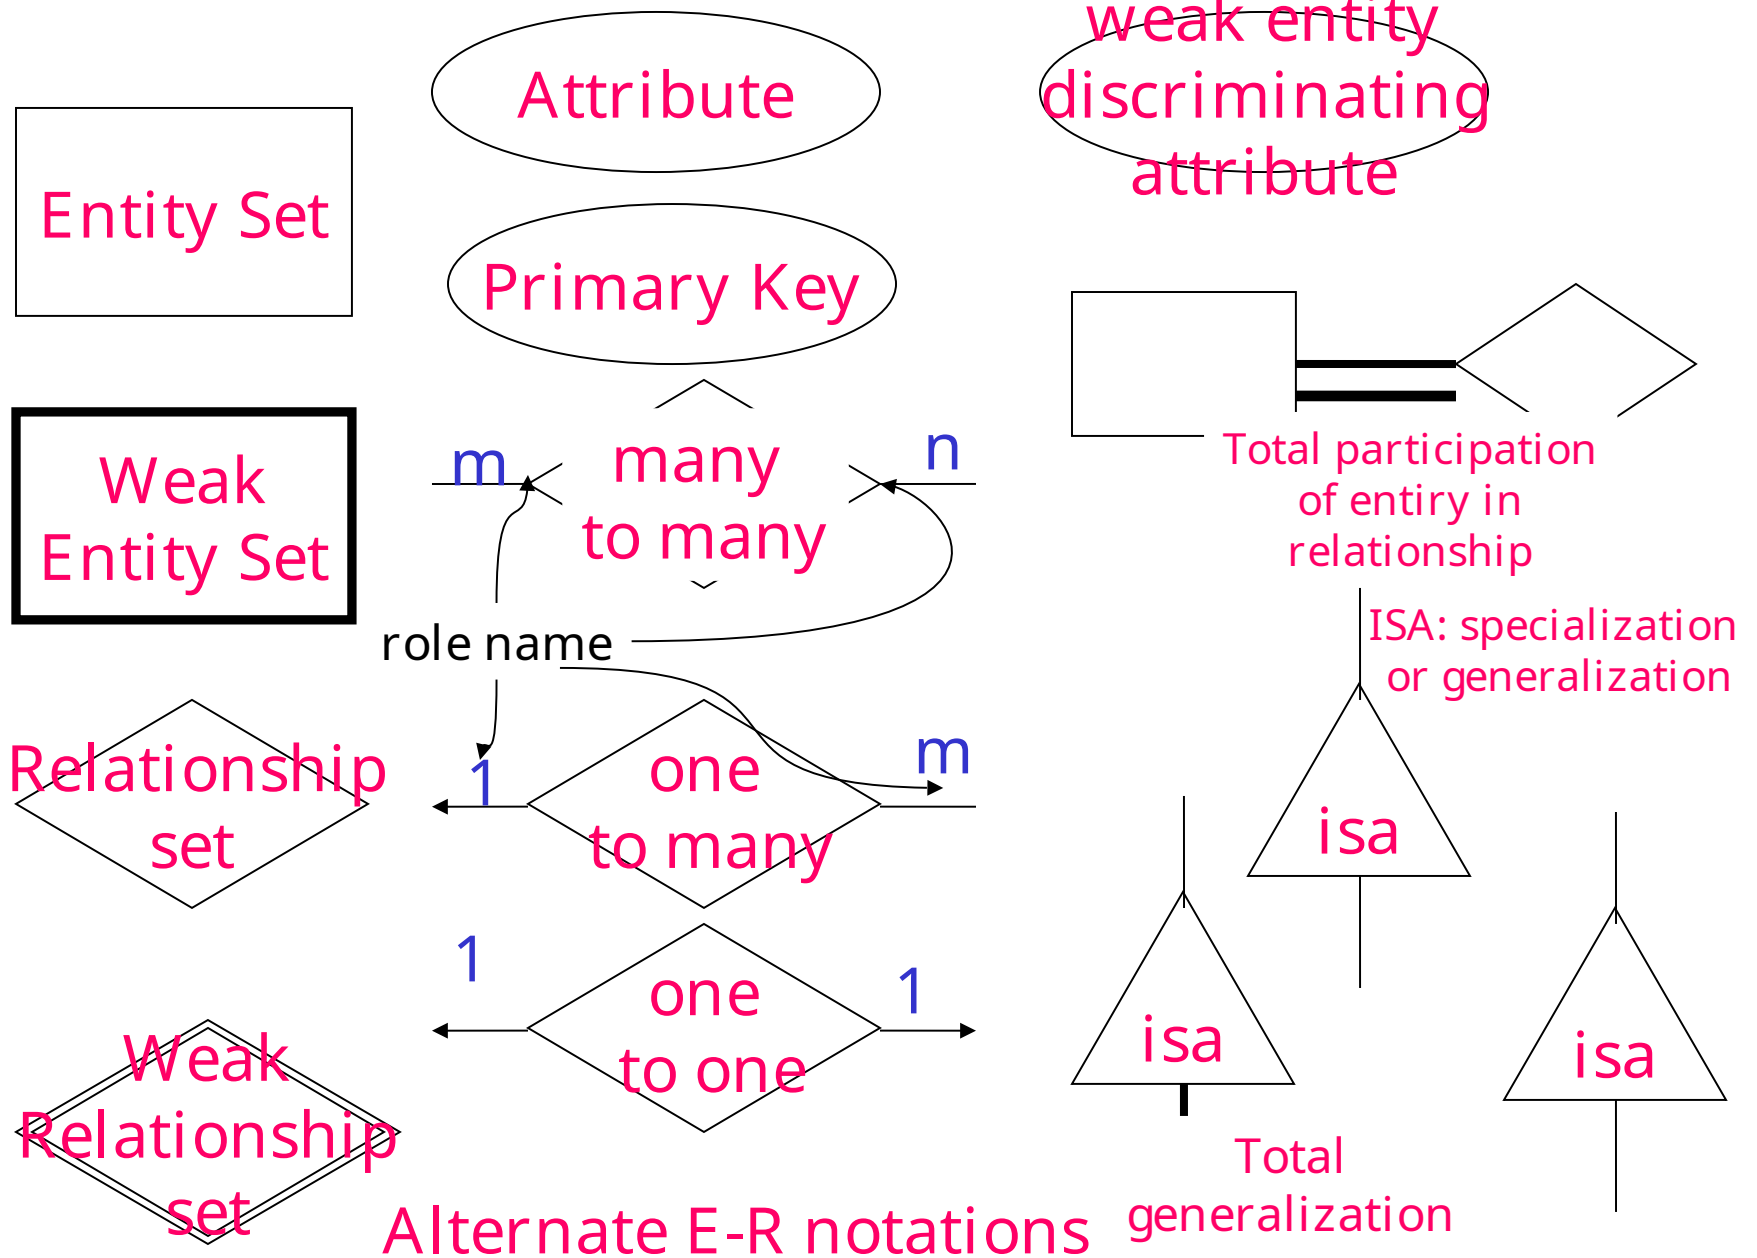 Attribute
weak entity
discriminating
attribute
Entity Set
Primary Key
Weak
Entity Set
m
many
to many
n
Total participation
of entiry in
relationship
role name
ISA: specialization
or generalization
Relationship
set
1
one
to many
m
isa
1
one
to one
1
isa
isa
Weak
Relationship
set
Total
generalization
Alternate E-R notations